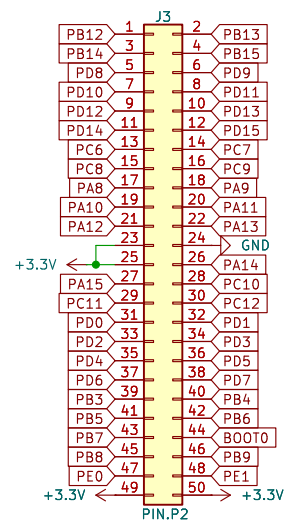 J3
PB12 1 2 PB13
PB14 3 4 PB15
PD8 5 6 PD9
PD10 7 8 PD11
PD12 9 10 PD13
PD14 11 12 PD15
PC6 13 14 PC7
PC8 15 16 PC9
PA8 17 18 PA9
PA10 19 20 PA11
PA12 21 22 PA13
23 24 GND
+3.3V 25 26 PA14
PA15 27 28 PC10
PC11 29 30 PC12
PD0 31 32 PD1
PD2 33 34 PD3
PD4 35 36 PD5
PD6 37 38 PD7
PB3 39 40 PB4
PB5 41 42 PB6
PB7 43 44 BOOT0
PB8 45 46 PB9
PE0 47 48 PE1
+3.3V 49 50 +3.3V
PIN.P2